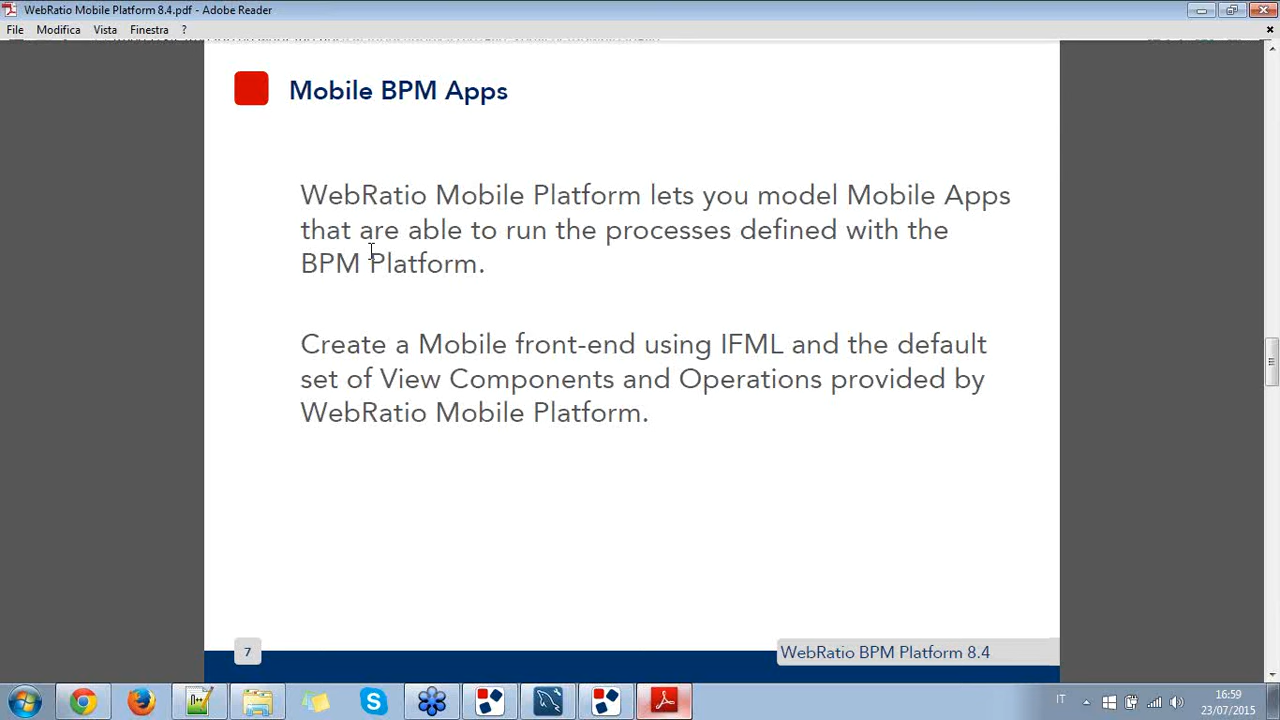 WebRatio Mobile Platform 8.4.pdf - Adobe Reader
File Modifica Vista Finestra ?
Mobile BPM Apps
WebRatio Mobile Platform lets you model Mobile Apps
that are able to run the processes defined with the
BPM Platform.
Create a Mobile front-end using IFML and the default
set of View Components and Operations provided by
WebRatio Mobile Platform.
7
WebRatio BPM Platform 8.4
IT
16:59
23/07/2015